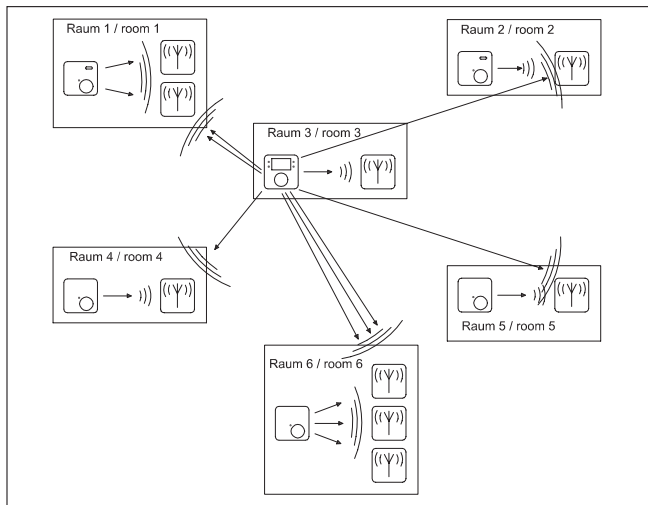 Raum 1 / room 1
Raum 2 / room 2
Raum 3 / room 3
Raum 4 / room 4
Raum 5 / room 5
Raum 6 / room 6